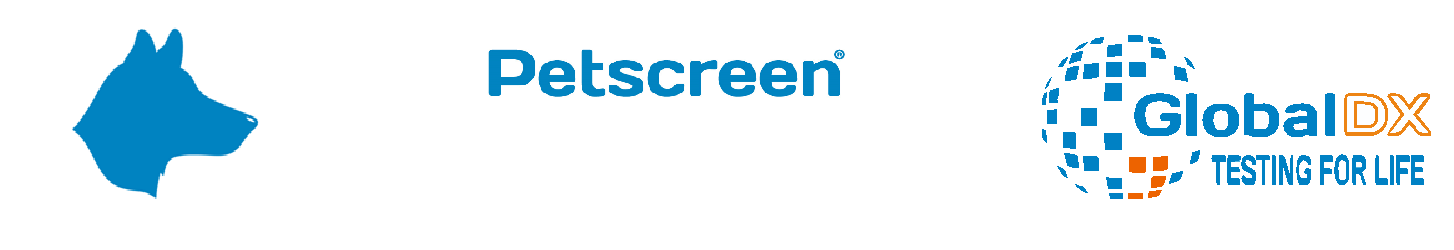 Petscreen®
GlobalDX
TESTING FOR LIFE